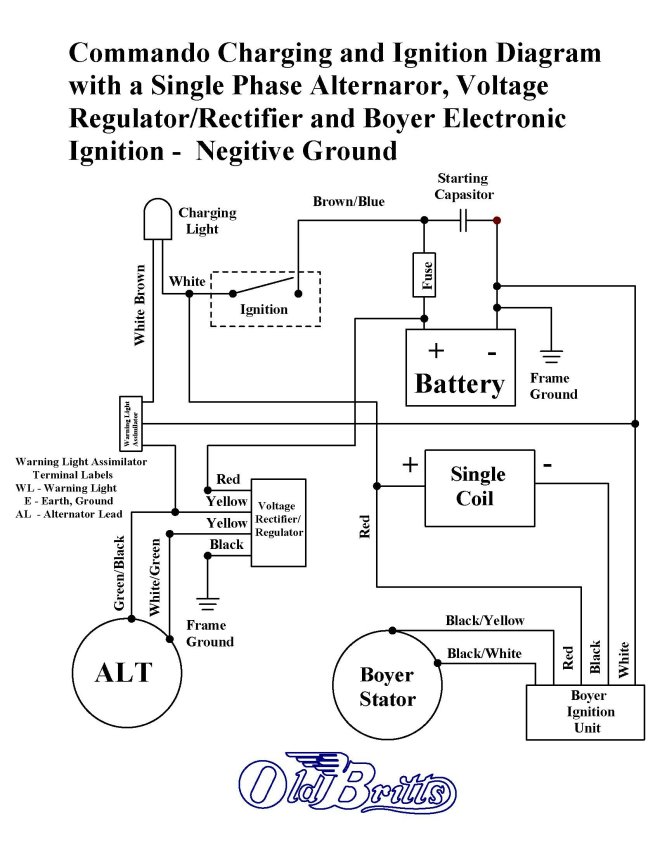 Commando Charging and Ignition Diagram
with a Single Phase Alternaror, Voltage
Regulator/Rectifier and Boyer Electronic
Ignition - Negitive Ground
Starting
Capasitor
Brown/Blue
Charging
Light
White
Ignition
Fuse
White Brown
+ -
Battery
Frame
Ground
Warning Light
Assimilator
Warning Light Assimilator
Terminal Labels
WL - Warning Light
E - Earth, Ground
AL - Alternator Lead
Red
Yellow
Yellow
Black
Voltage
Rectifier/
Regulator
+ -
Single
Coil
Red
Green/Black
White/Green
Frame
Ground
ALT
Black/Yellow
Black/White
Red
Black
White
Boyer
Stator
Boyer
Ignition
Unit
Old Britts